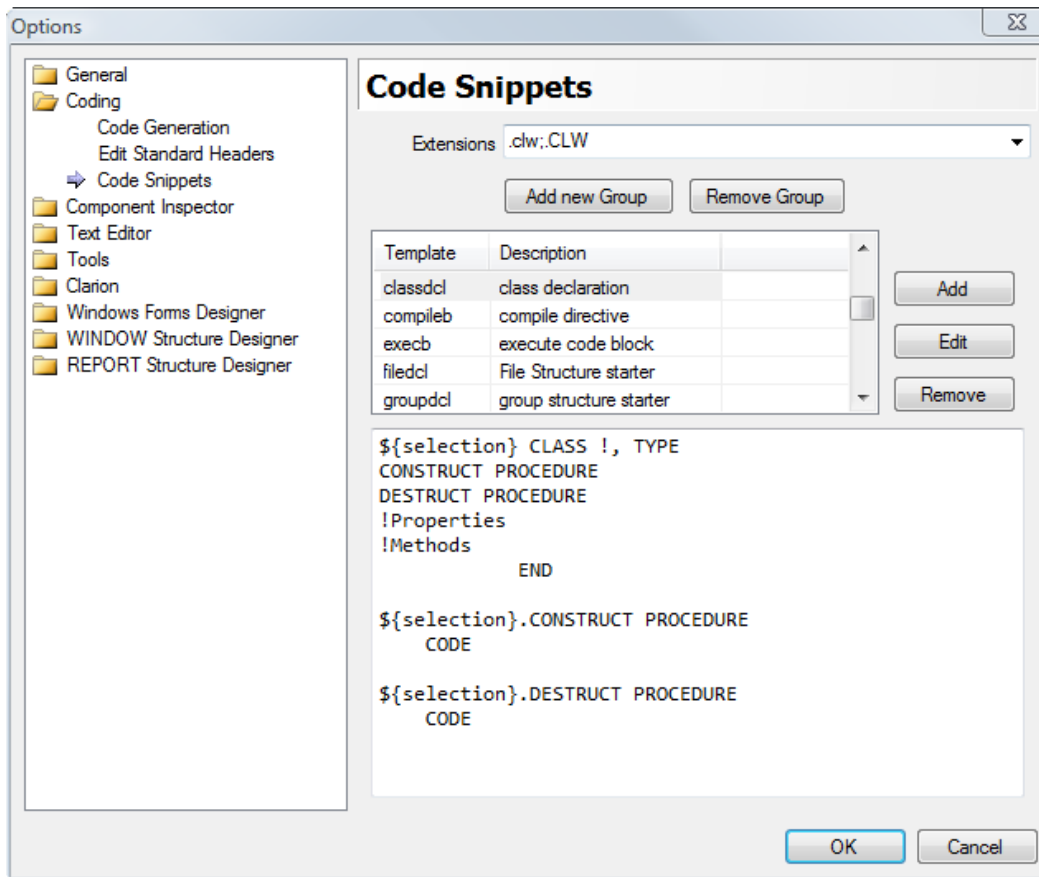 Options
General
Coding
Code Generation
Edit Standard Headers
Code Snippets
Component Inspector
Text Editor
Tools
Clarion
Windows Forms Designer
WINDOW Structure Designer
REPORT Structure Designer
Code Snippets
Extensions .clw;.CLW
Add new Group Remove Group
Template Description
classdcl class declaration
compileb compile directive
execb execute code block
filedcl File Structure starter
groupdcl group structure starter
Add
Edit
Remove
${selection} CLASS !, TYPE
CONSTRUCT PROCEDURE
DESTRUCT PROCEDURE
!Properties
!Methods
END
${selection}.CONSTRUCT PROCEDURE
CODE
${selection}.DESTRUCT PROCEDURE
CODE
OK Cancel